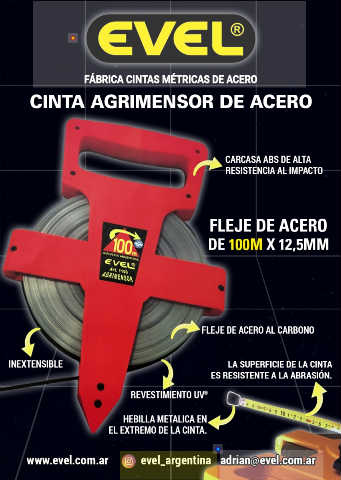 EVEL®
FÁBRICA CINTAS MÉTRICAS DE ACERO
CINTA AGRIMENSOR DE ACERO
CARCASA ABS DE ALTA
RESISTENCIA AL IMPACTO
FLEJE DE ACERO
DE 100M X 12,5MM
100
EVEL®
AGRIMENSOR
FLEJE DE ACERO AL CARBONO
INEXTENSIBLE
LA SUPERFICIE DE LA CINTA
ES RESISTENTE A LA ABRASIÓN.
REVESTIMIENTO UV®
HEBILLA METALICA EN
EL EXTREMO DE LA CINTA.
www.evel.com.ar
evel_argentina
adrian@evel.com.ar